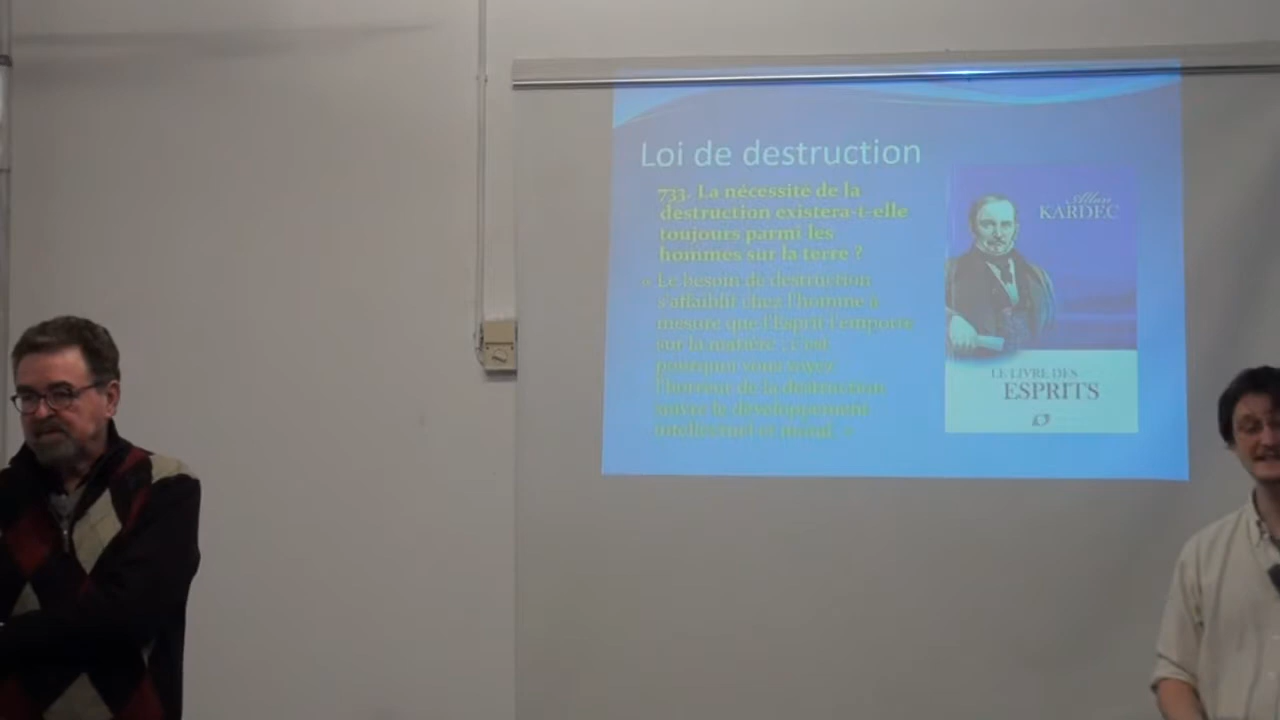 Loi de destruction
733. La nécessité de la
destruction existera-t-elle
toujours parmi les
hommes sur la terre ?
« Le besoin de destruction
s'affaiblit chez l'homme à
mesure que l'Esprit l'emporte
sur la matière ; c'est
pourquoi vous voyez
l'horreur de la destruction
suivre le développement
intellectuel et moral. »
Allan
KARDEC
LE LIVRE DES
ESPRITS